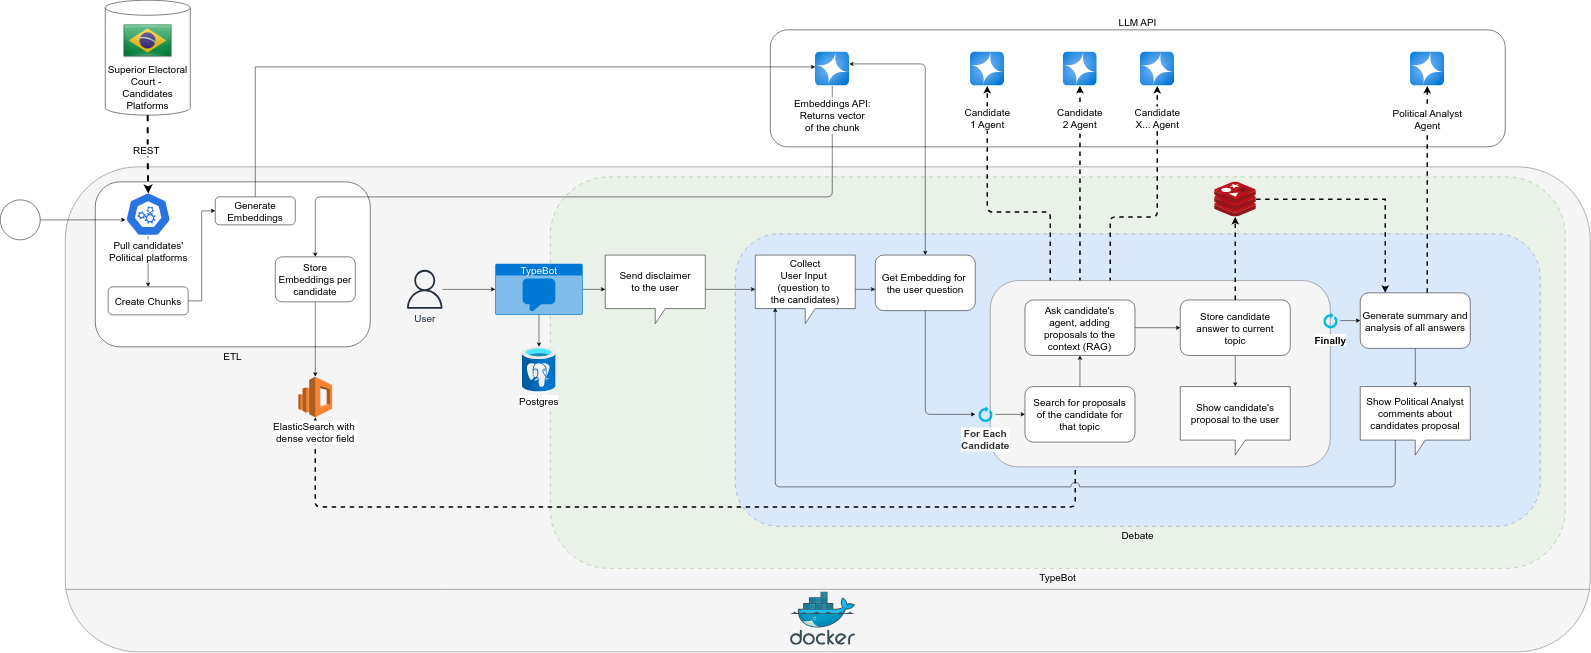 LLM API
Superior Electoral
Court -
Candidates
Platforms
REST
Embeddings API:
Returns vector
of the chunk
Candidate
1 Agent
Candidate
2 Agent
Candidate
X... Agent
Political Analyst
Agent
Generate
Embeddings
Pull candidates'
Political platforms
Create Chunks
Store
Embeddings per
candidate
ETL
ElasticSearch with
dense vector field
User
TypeBot
Postgres
Send disclaimer
to the user
Collect
User Input
(question to
the candidates)
Get Embedding for
the user question
For Each
Candidate
Ask candidate's
agent, adding
proposals to the
context (RAG)
Search for proposals
of the candidate for
that topic
Store candidate
answer to current
topic
Show candidate's
proposal to the user
Finally
Generate summary and
analysis of all answers
Show Political Analyst
comments about
candidates proposal
Debate
TypeBot
docker